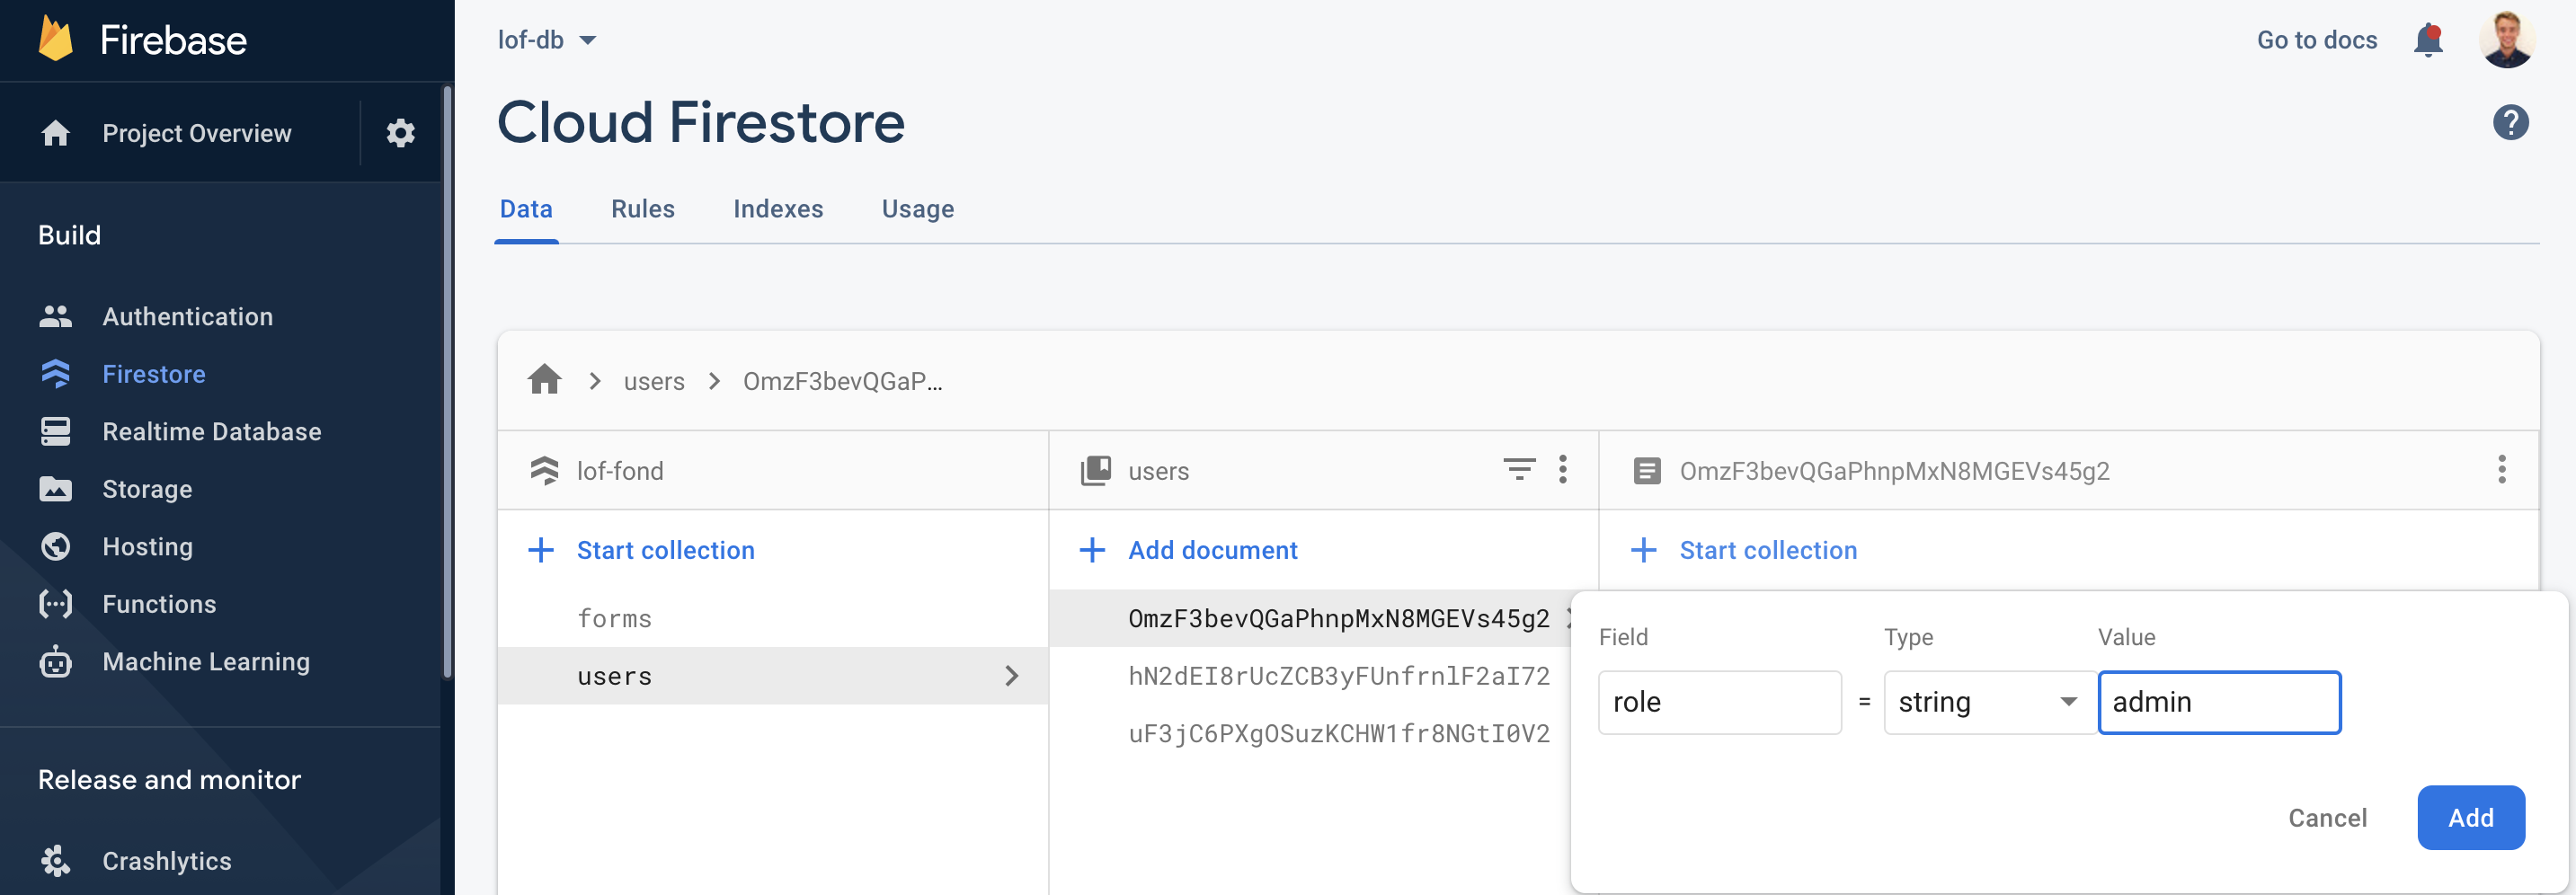 Firebase
Project Overview
Build
Authentication
Firestore
Realtime Database
Storage
Hosting
Functions
Machine Learning
Release and monitor
Crashlytics
lof-db
Go to docs
Cloud Firestore
?
Data Rules Indexes Usage
users
OmzF3bevQGaP...
lof-fond
Start collection
forms
users
users
Add document
OmzF3bevQGaPhnpMxN8MGEVs45g2
hN2dEI8rUcZCB3yFUnfrnlF2aI72
uF3jC6PXgOSuzKCHW1fr8NGtI0V2
OmzF3bevQGaPhnpMxN8MGEVs45g2
Start collection
Field Type Value
role = string admin
Cancel Add